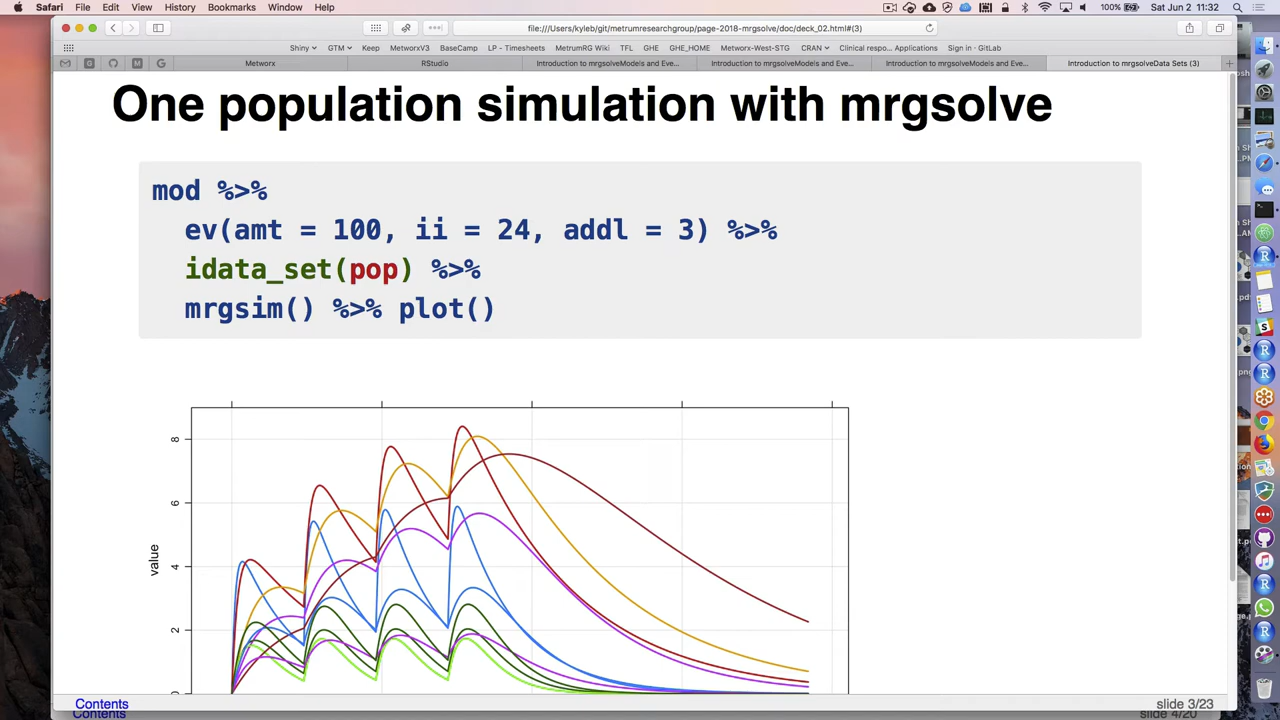 Safari File Edit View History Bookmarks Window Help
100% Sat Jun 2 11:32
file:///Users/kyleb/git/metrumresearchgroup/page-2018-mrgsolve/doc/deck_02.html#(3)
Shiny GTM Keep MetworxV3 BaseCamp LP - Timesheets MetrumRG Wiki TFL GHE GHE_HOME Metworx-West-STG CRAN Clinical respo... Applications Sign in · GitLab
Metworx RStudio Introduction to mrgsolveModels and Eve... Introduction to mrgsolveModels and Eve... Introduction to mrgsolveModels and Eve... Introduction to mrgsolveData Sets (3)
One population simulation with mrgsolve
mod %>%
ev(amt = 100, ii = 24, addl = 3) %>%
idata_set(pop) %>%
mrgsim() %>% plot()
8
6
value
4
2
0
Contents
slide 3/23
Contents
slide 4/20